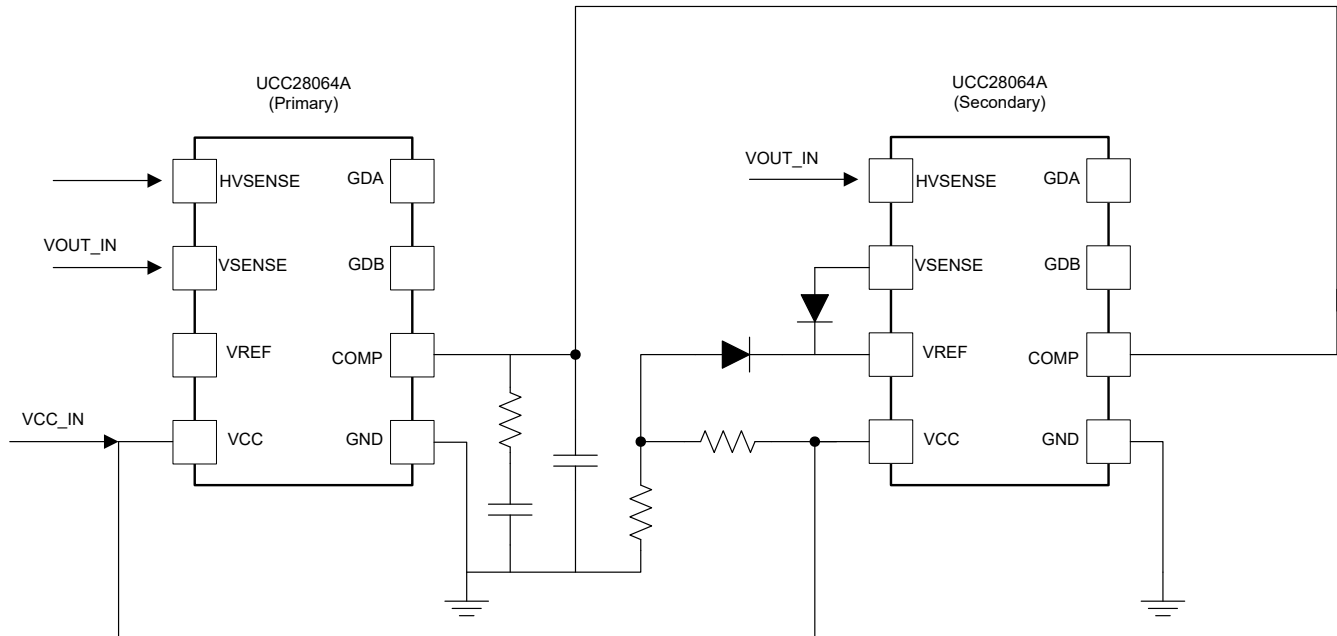 UCC28064A
(Primary)
HVSENSE
GDA
VOUT_IN
VSENSE
GDB
VREF
COMP
VCC_IN
VCC
GND
UCC28064A
(Secondary)
VOUT_IN
HVSENSE
GDA
VSENSE
GDB
VREF
COMP
VCC
GND